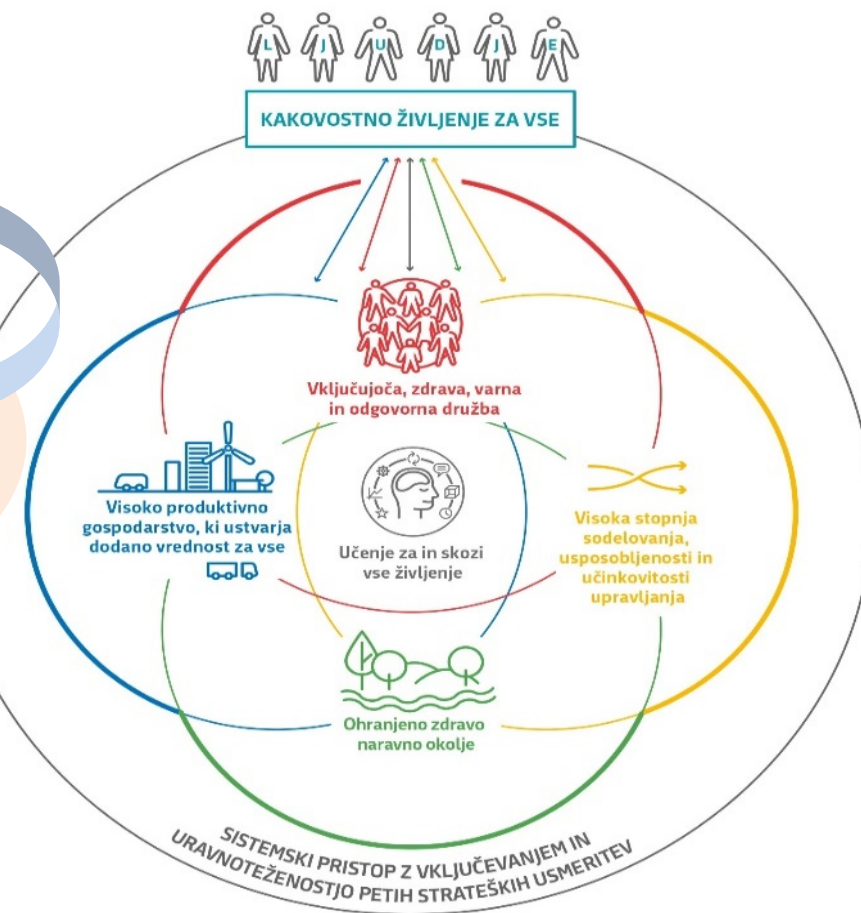 L J U D J E
KAKOVOSTNO ŽIVLJENJE ZA VSE
Vključujoča, zdrava, varna
in odgovorna družba
Visoko produktivno
gospodarstvo, ki ustvarja
dodano vrednost za vse
Učenje za in skozi
vse življenje
Visoka stopnja
sodelovanja,
usposobljenosti in
učinkovitosti
upravljanja
Ohranjeno zdravo
naravno okolje
SISTEMSKI PRISTOP Z VKLJUČEVANJEM IN
URAVNOTEŽENOSTJO PETIH STRATEŠKIH USMERITEV